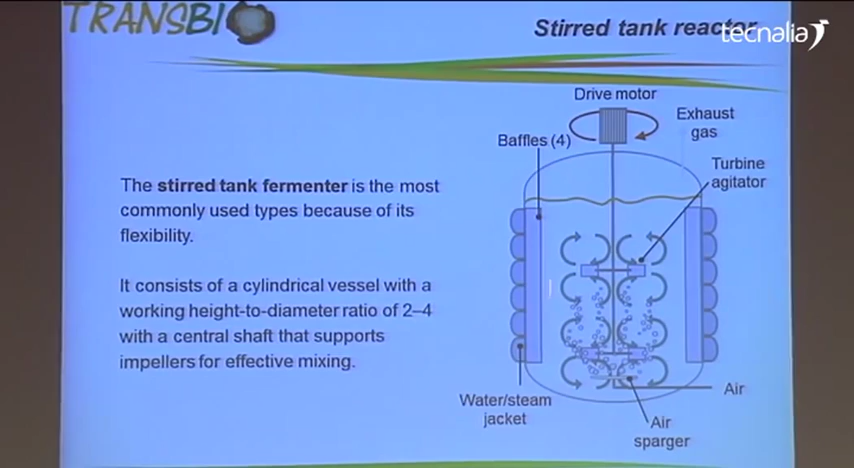 TRANSBIO
Stirred tank reactor
tecnalia
Drive motor
Exhaust
gas
Baffles (4)
Turbine
agitator
The stirred tank fermenter is the most
commonly used types because of its
flexibility.
It consists of a cylindrical vessel with a
working height-to-diameter ratio of 2–4
with a central shaft that supports
impellers for effective mixing.
Water/steam
jacket
Air
Air
sparger